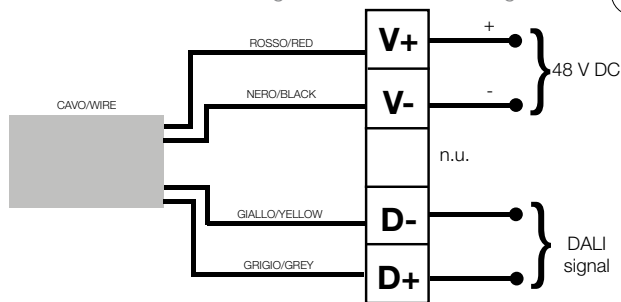 ROSSO/RED
V+
+
48 V DC
NERO/BLACK
V-
-
CAVO/WIRE
n.u.
GIALLO/YELLOW
D-
DALI
signal
GRIGIO/GREY
D+